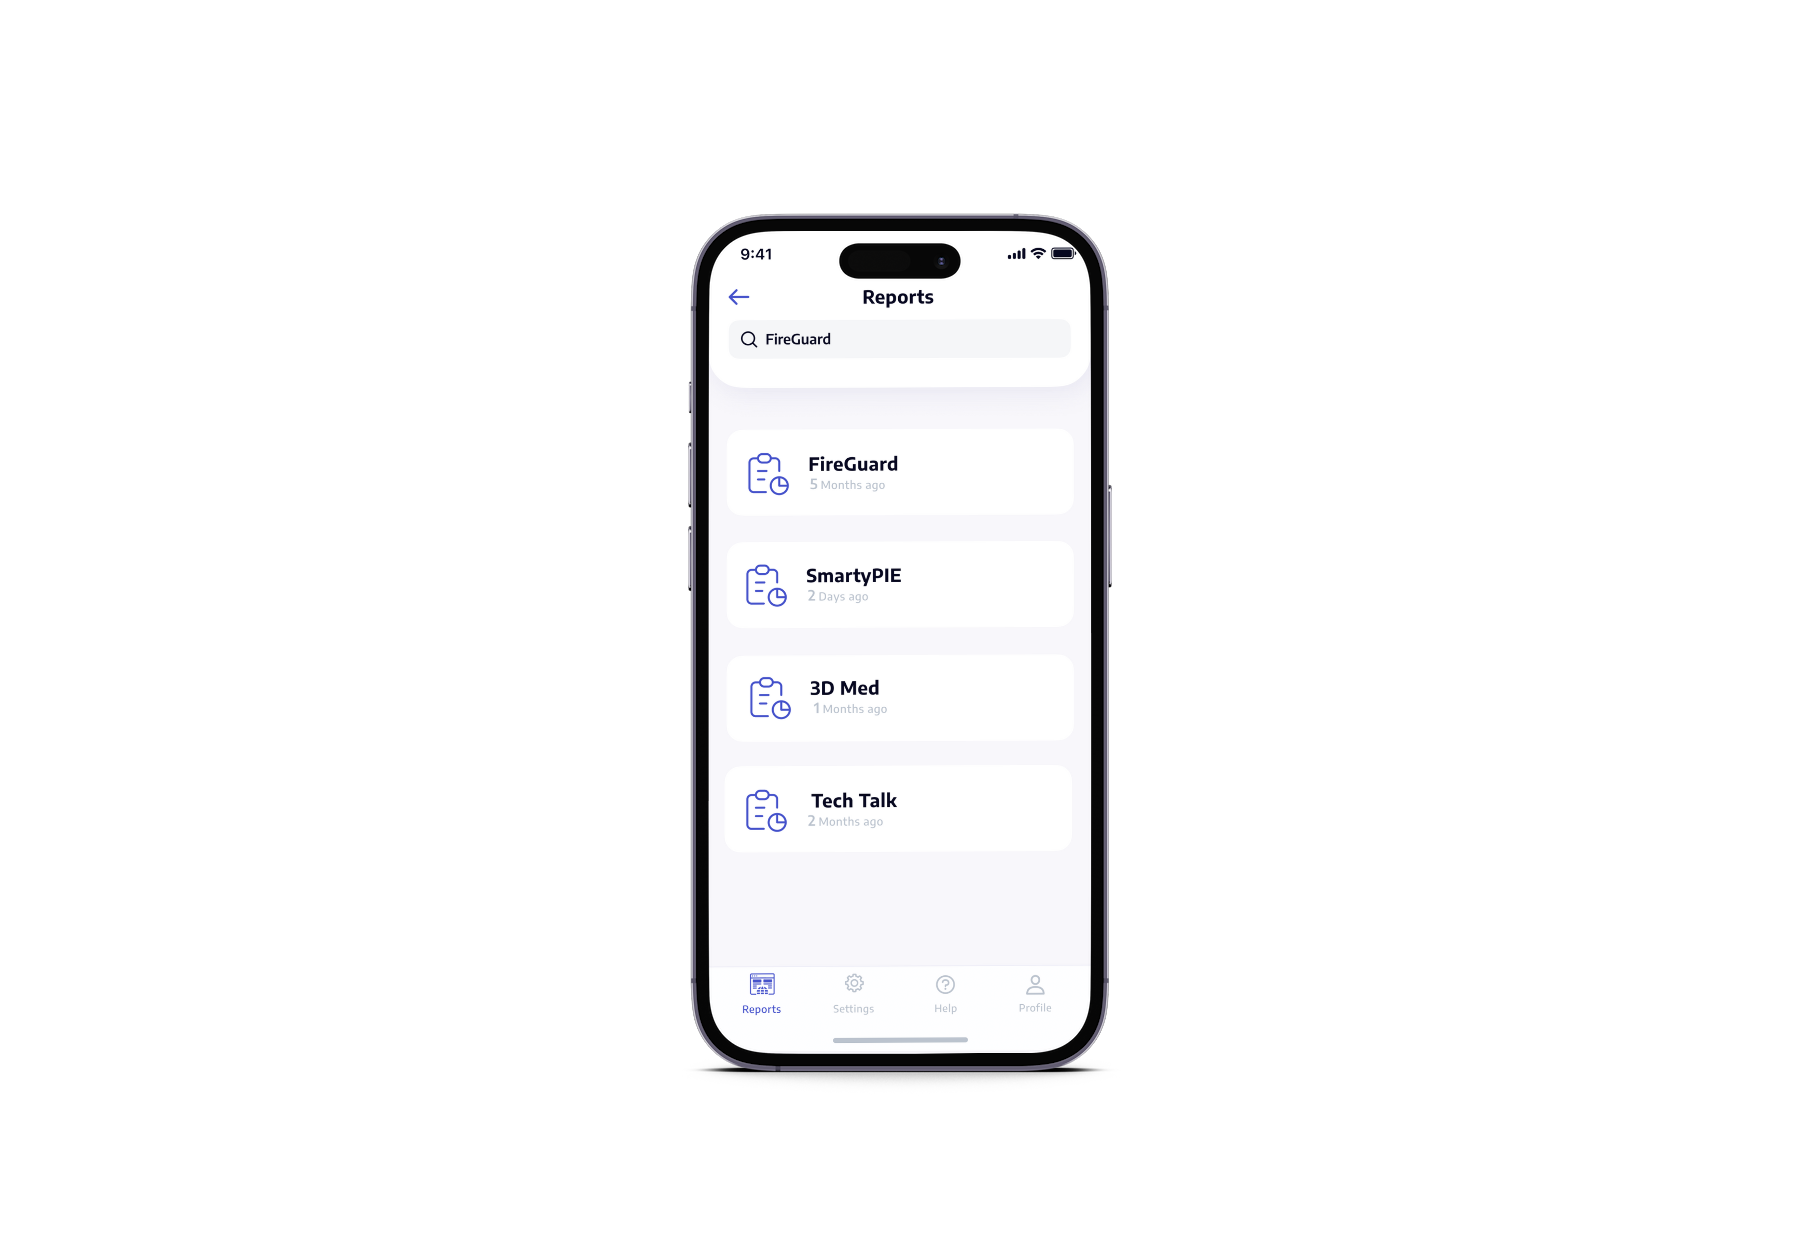 9:41
Reports
FireGuard
FireGuard
5 Months ago
SmartyPIE
2 Days ago
3D Med
1 Months ago
Tech Talk
2 Months ago
Reports Settings Help Profile